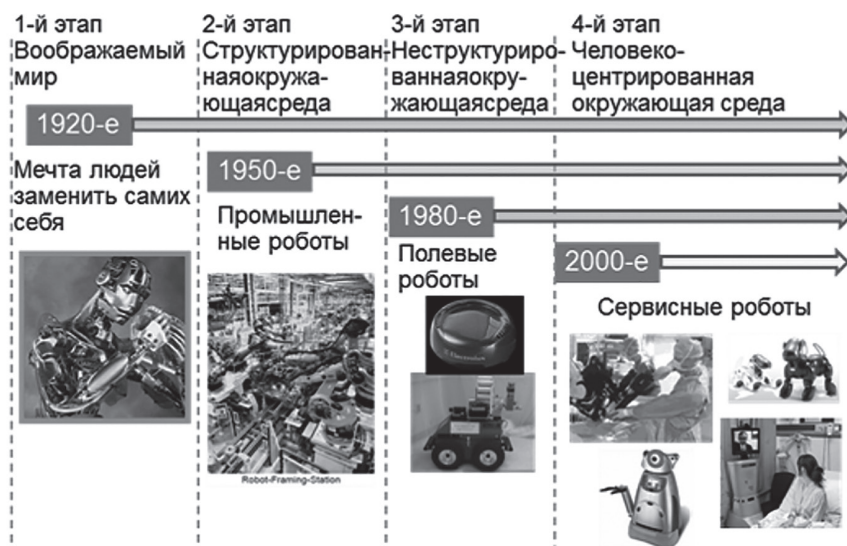 1-й этап
Воображаемый
мир
1920-е
Мечта людей
заменить самих
себя
2-й этап
Структурирован-
наяокружа-
ющаясреда
1950-е
Промышлен-
ные роботы
Robot-Framing-Station
3-й этап
Неструктуриро-
ваннаяокру-
жающаясреда
1980-е
Полевые
роботы
Electrolux
4-й этап
Человеко-
центрированная
окружающая среда
2000-е
Сервисные роботы